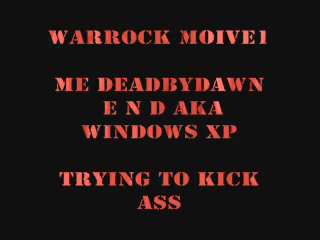 WARROCK MOIVE1
ME DEADBYDAWN
E N D AKA
WINDOWS XP
TRYING TO KICK
ASS